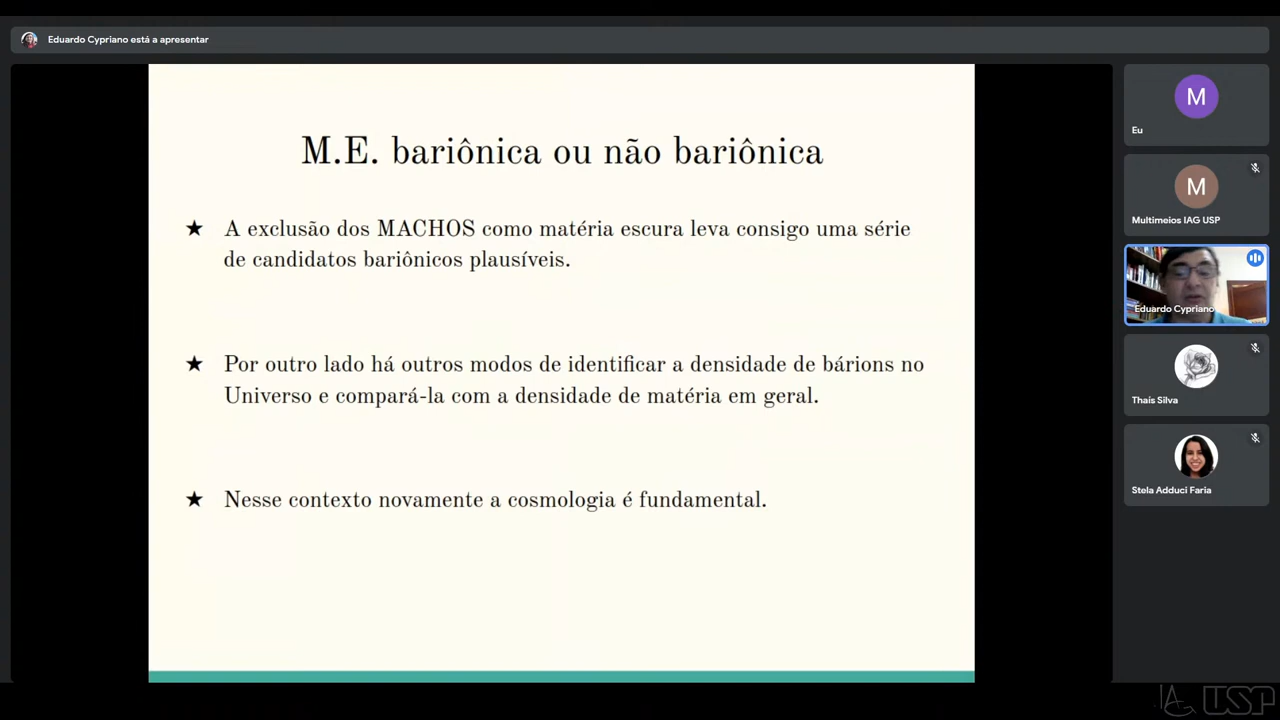 Eduardo Cypriano está a apresentar
M.E. bariônica ou não bariônica
★ A exclusão dos MACHOS como matéria escura leva consigo uma série
de candidatos bariônicos plausíveis.
★ Por outro lado há outros modos de identificar a densidade de bárions no
Universo e compará-la com a densidade de matéria em geral.
★ Nesse contexto novamente a cosmologia é fundamental.
M
Eu
M
Multimeios IAG USP
Eduardo Cypriano
Thais Silva
Stela Adduci Faria
USP